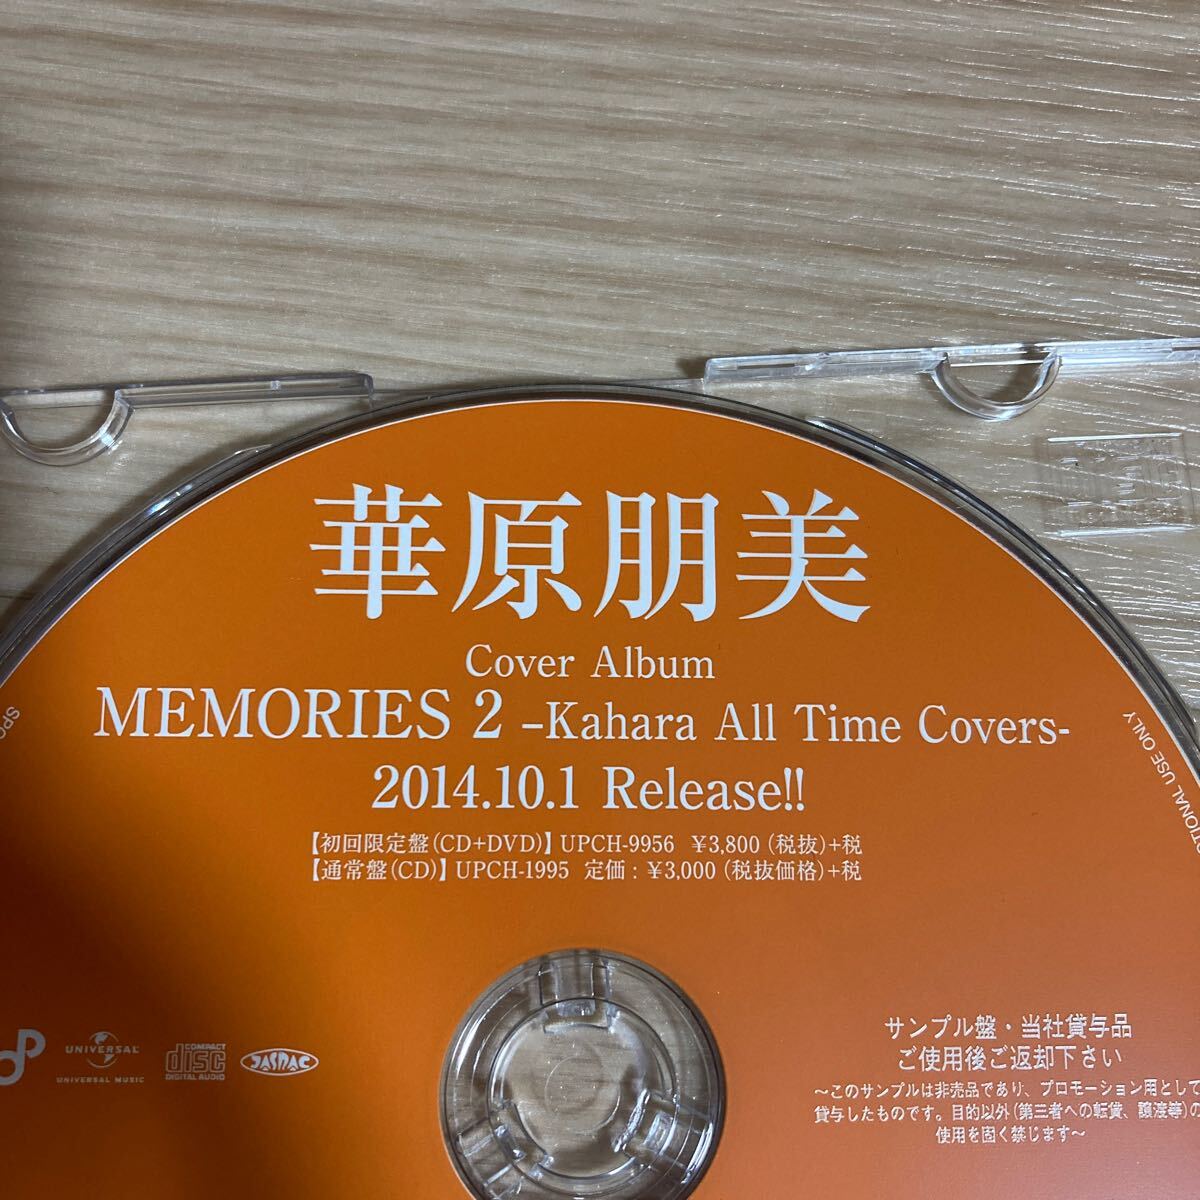 華原朋美
Cover Album
MEMORIES 2 -Kahara All Time Covers-
2014.10.1 Release!!
【初回限定盤(CD+DVD)】UPCH-9956 ¥3,800 (税抜)+税
【通常盤(CD)】UPCH-1995 定価:¥3,000 (税抜価格)+税
USE ONLY
UNIVERSAL
UNIVERSAL MUSIC
COMPACT
disc
DIGITAL AUDIO
JASRAC
サンプル盤・当社貸与品
ご使用後ご返却下さい
~このサンプルは非売品であり、プロモーション用として
貸与したものです。目的以外(第三者への転貸、譲渡等)の
使用を固く禁じます~